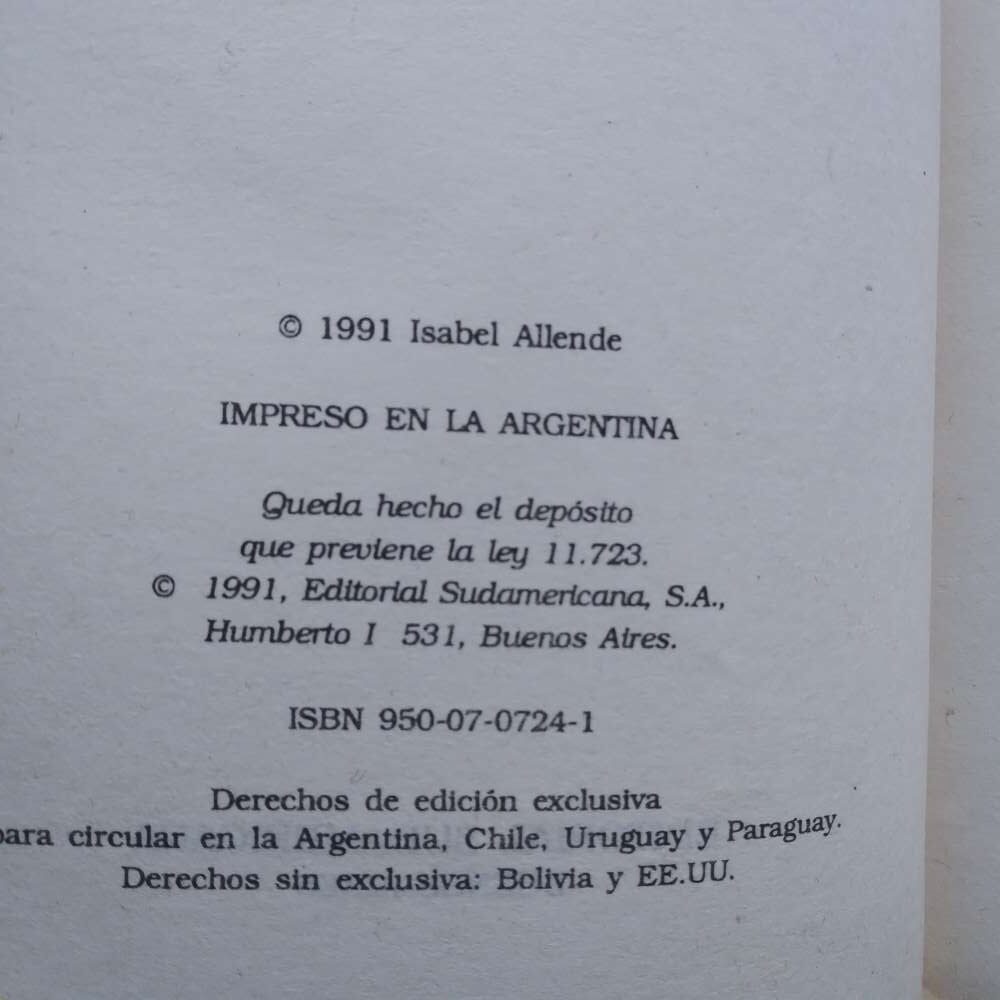 © 1991 Isabel Allende
IMPRESO EN LA ARGENTINA
Queda hecho el depósito
que previene la ley 11.723.
© 1991, Editorial Sudamericana, S.A.,
Humberto I 531, Buenos Aires.
ISBN 950-07-0724-1
Derechos de edición exclusiva
para circular en la Argentina, Chile, Uruguay y Paraguay.
Derechos sin exclusiva: Bolivia y EE.UU.